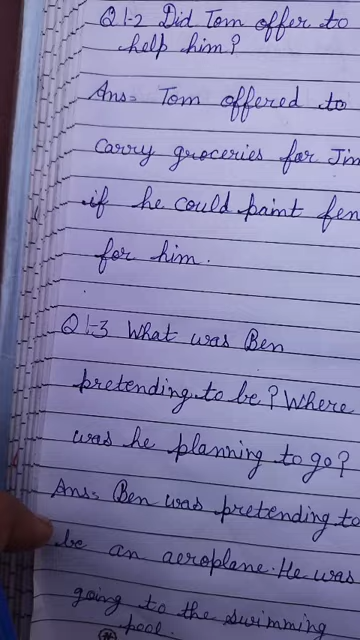 Q 1-2 Did Tom offer to
help him?
Ans- Tom offered to
carry groceries for Jim
if he could paint fen
for him.
Q 1-3 What was Ben
pretending to be? Where
was he planning to go?
Ans- Ben was pretending to
be an aeroplane. He was
going to the swimming
pool